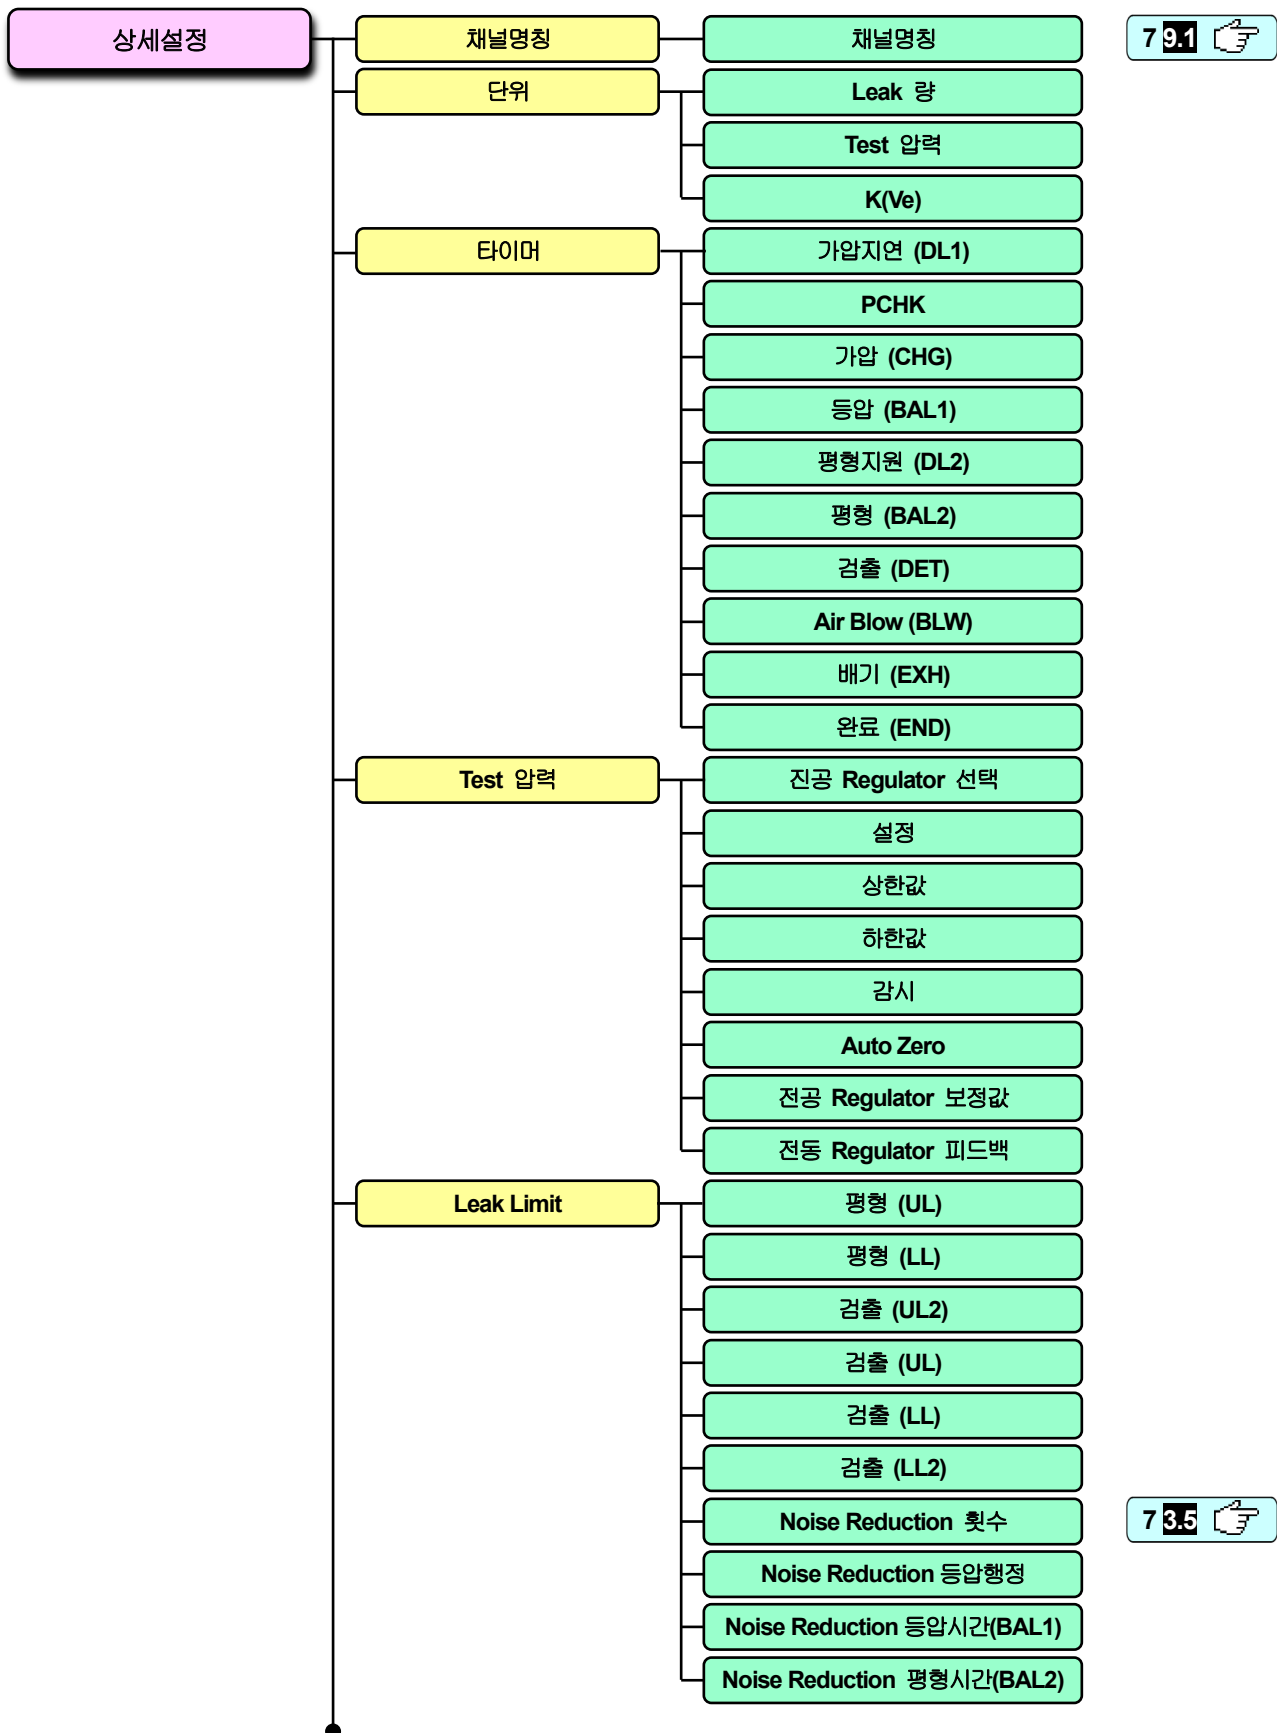 상세설정
채널명칭
채널명칭
7 9.1
단위
Leak 량
Test 압력
K(Ve)
타이머
가압지연 (DL1)
PCHK
가압 (CHG)
등압 (BAL1)
평형지원 (DL2)
평형 (BAL2)
검출 (DET)
Air Blow (BLW)
배기 (EXH)
완료 (END)
Test 압력
진공 Regulator 선택
설정
상한값
하한값
감시
Auto Zero
전공 Regulator 보정값
전동 Regulator 피드백
Leak Limit
평형 (UL)
평형 (LL)
검출 (UL2)
검출 (UL)
검출 (LL)
검출 (LL2)
Noise Reduction 횟수
7 3.5
Noise Reduction 등압행정
Noise Reduction 등압시간(BAL1)
Noise Reduction 평형시간(BAL2)